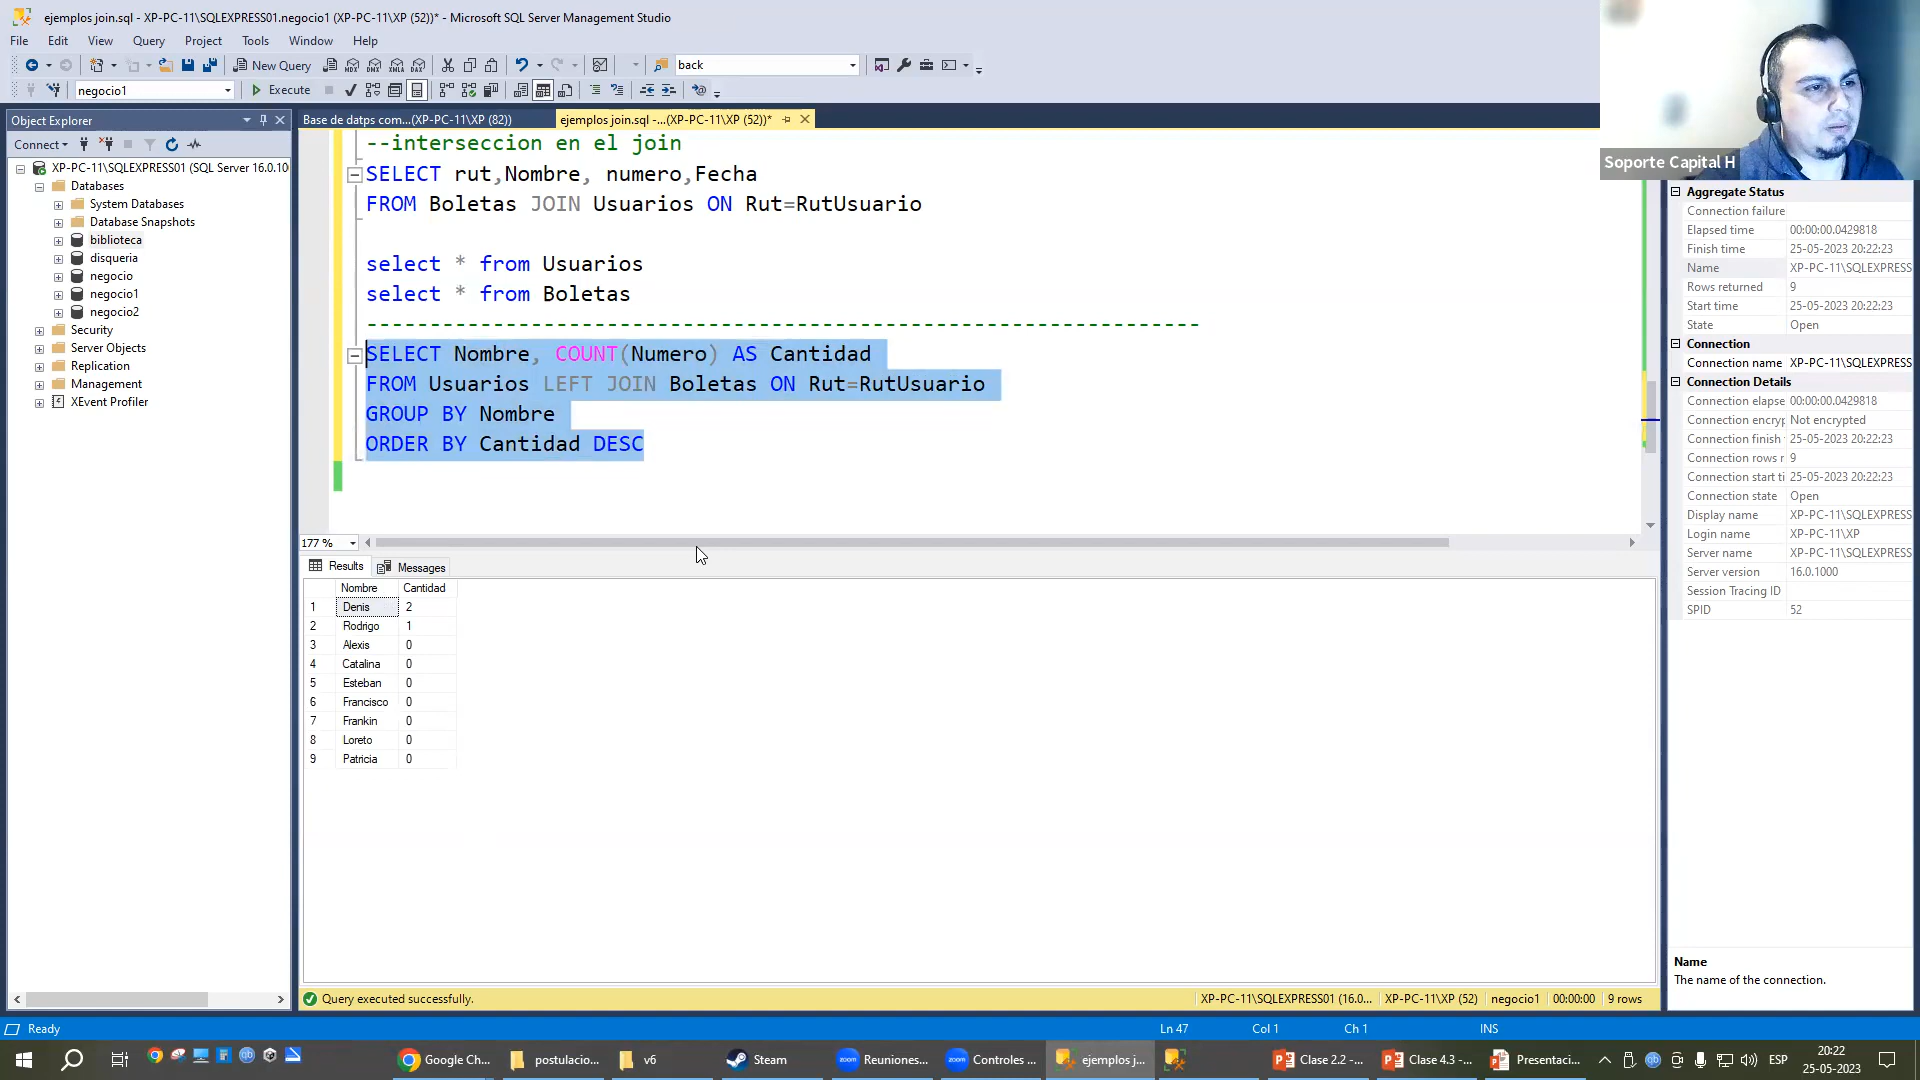 ejemplos join.sql - XP-PC-11\SQLEXPRESS01.negocio1 (XP-PC-11\XP (52))* - Microsoft SQL Server Management Studio
File Edit View Query Project Tools Window Help
New Query
back
negocio1
Execute
Object Explorer
Connect
XP-PC-11\SQLEXPRESS01 (SQL Server 16.0.10
Databases
System Databases
Database Snapshots
biblioteca
disqueria
negocio
negocio1
negocio2
Security
Server Objects
Replication
Management
XEvent Profiler
Base de datps com...(XP-PC-11\XP (82))
ejemplos join.sql -...(XP-PC-11\XP (52))*
--interseccion en el join
SELECT rut,Nombre, numero,Fecha
FROM Boletas JOIN Usuarios ON Rut=RutUsuario
select * from Usuarios
select * from Boletas
------------------------------------------------------------------
SELECT Nombre, COUNT(Numero) AS Cantidad
FROM Usuarios LEFT JOIN Boletas ON Rut=RutUsuario
GROUP BY Nombre
ORDER BY Cantidad DESC
177 %
Results Messages
Nombre Cantidad
1 Denis 2
2 Rodrigo 1
3 Alexis 0
4 Catalina 0
5 Esteban 0
6 Francisco 0
7 Frankin 0
8 Loreto 0
9 Patricia 0
Query executed successfully.
XP-PC-11\SQLEXPRESS01 (16.0... XP-PC-11\XP (52) negocio1 00:00:00 9 rows
Soporte Capital H
Aggregate Status
Connection failure
Elapsed time 00:00:00.0429818
Finish time 25-05-2023 20:22:23
Name XP-PC-11\SQLEXPRESS
Rows returned 9
Start time 25-05-2023 20:22:23
State Open
Connection
Connection name XP-PC-11\SQLEXPRESS
Connection Details
Connection elapse 00:00:00.0429818
Connection encryp Not encrypted
Connection finish 25-05-2023 20:22:23
Connection rows r 9
Connection start ti 25-05-2023 20:22:23
Connection state Open
Display name XP-PC-11\SQLEXPRESS
Login name XP-PC-11\XP
Server name XP-PC-11\SQLEXPRESS
Server version 16.0.1000
Session Tracing ID
SPID 52
Name
The name of the connection.
Ready
Ln 47 Col 1 Ch 1 INS
Google Ch... postulacio... v6 Steam zoom Reuniones... zoom Controles ... ejemplos j... Clase 2.2 -... Clase 4.3 -... Presentaci...
ESP
20:22
25-05-2023